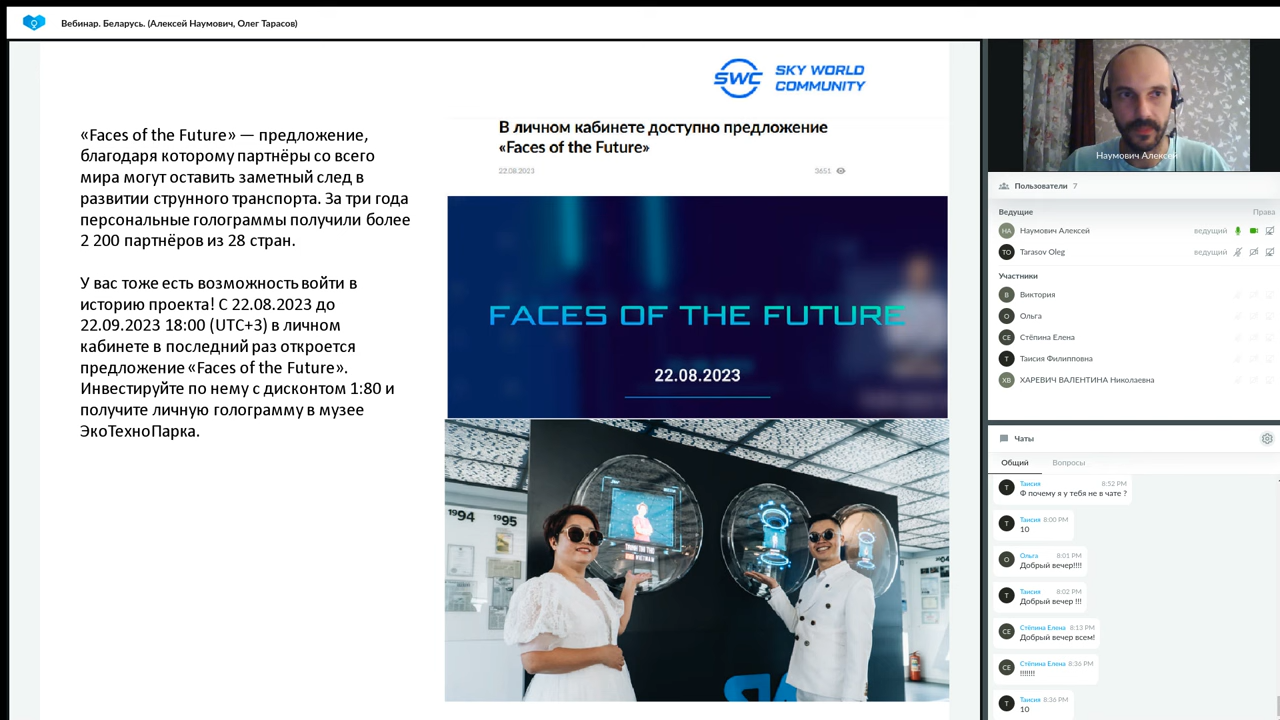 Вебинар. Беларусь. (Алексей Наумович, Олег Тарасов)
SWC SKY WORLD
COMMUNITY
«Faces of the Future» — предложение,
благодаря которому партнёры со всего
мира могут оставить заметный след в
развитии струнного транспорта. За три года
персональные голограммы получили более
2 200 партнёров из 28 стран.
У вас тоже есть возможность войти в
историю проекта! С 22.08.2023 до
22.09.2023 18:00 (UTC+3) в личном
кабинете в последний раз откроется
предложение «Faces of the Future».
Инвестируйте по нему с дисконтом 1:80 и
получите личную голограмму в музее
ЭкоТехноПарка.
В личном кабинете доступно предложение
«Faces of the Future»
22.08.2023 3651
FACES OF THE FUTURE
22.08.2023
1994 1995
Наумович Алексей
Пользователи 7
Ведущие Права
НА Наумович Алексей ведущий
TO Tarasov Oleg ведущий
Участники
В Виктория
О Ольга
СЕ Стёпина Елена
Т Таисия Филипповна
ХВ ХАРЕВИЧ ВАЛЕНТИНА Николаевна
Чаты
Общий Вопросы
Т Таисия 8:52 PM
Ф почему я у тебя не в чате ?
Т Таисия 8:00 PM
10
О Ольга 8:01 PM
Добрый вечер!!!!
Т Таисия 8:02 PM
Добрый вечер !!!
СЕ Стёпина Елена 8:13 PM
Добрый вечер всем!
СЕ Стёпина Елена 8:36 PM
!!!!!!!
Т Таисия 8:36 PM
10